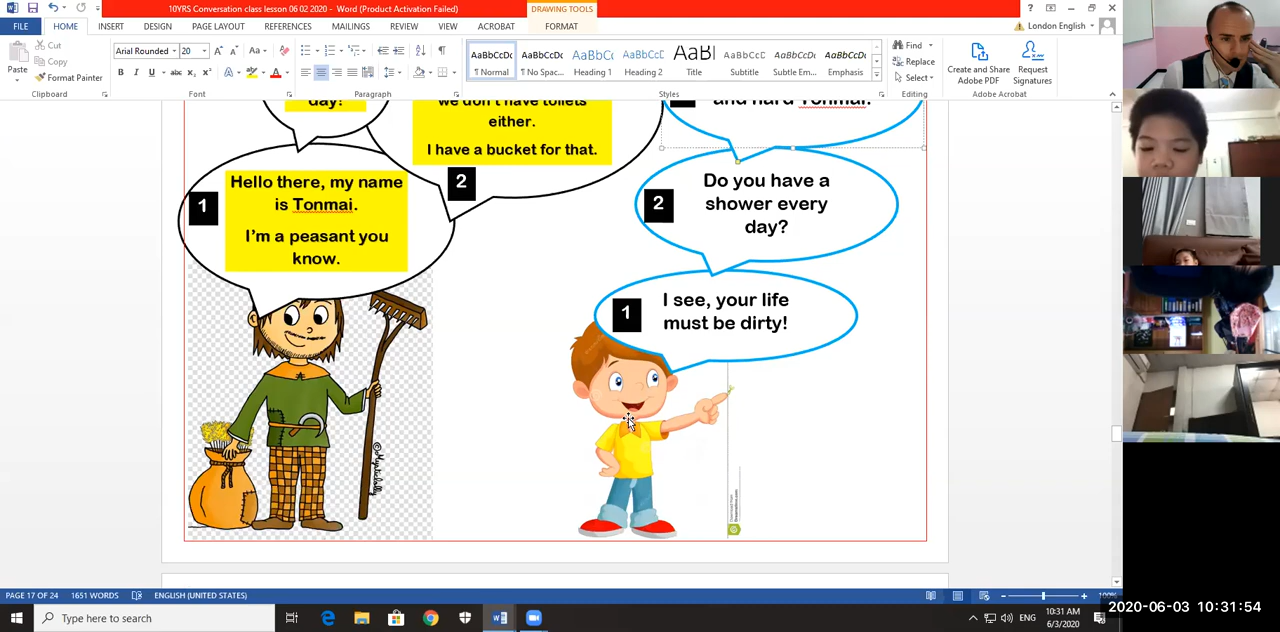 10YRS Conversation class lesson 06 02 2020 - Word (Product Activation Failed)
DRAWING TOOLS
FILE HOME INSERT DESIGN PAGE LAYOUT REFERENCES MAILINGS REVIEW VIEW ACROBAT FORMAT
London English
Paste
Cut
Copy
Format Painter
Clipboard
Arial Rounded 20
Font
Paragraph
AaBbCcDc AaBbCcDc AaBbCc AaBbCcC AaBl AaBbCcC AaBbCcDc AaBbCcDc
¶ Normal ¶ No Spac... Heading 1 Heading 2 Title Subtitle Subtle Em... Emphasis
Styles
Find
Replace
Select
Editing
Create and Share Adobe PDF
Request Signatures
Adobe Acrobat
day!
we don't have toilets
either.
I have a bucket for that.
2
and hard Tonmai.
1
Hello there, my name
is Tonmai.
I'm a peasant you
know.
2
Do you have a
shower every
day?
1
I see, your life
must be dirty!
PAGE 17 OF 24 1651 WORDS ENGLISH (UNITED STATES)
100%
Type here to search
ENG
10:31 AM
6/3/2020
2020-06-03 10:31:54